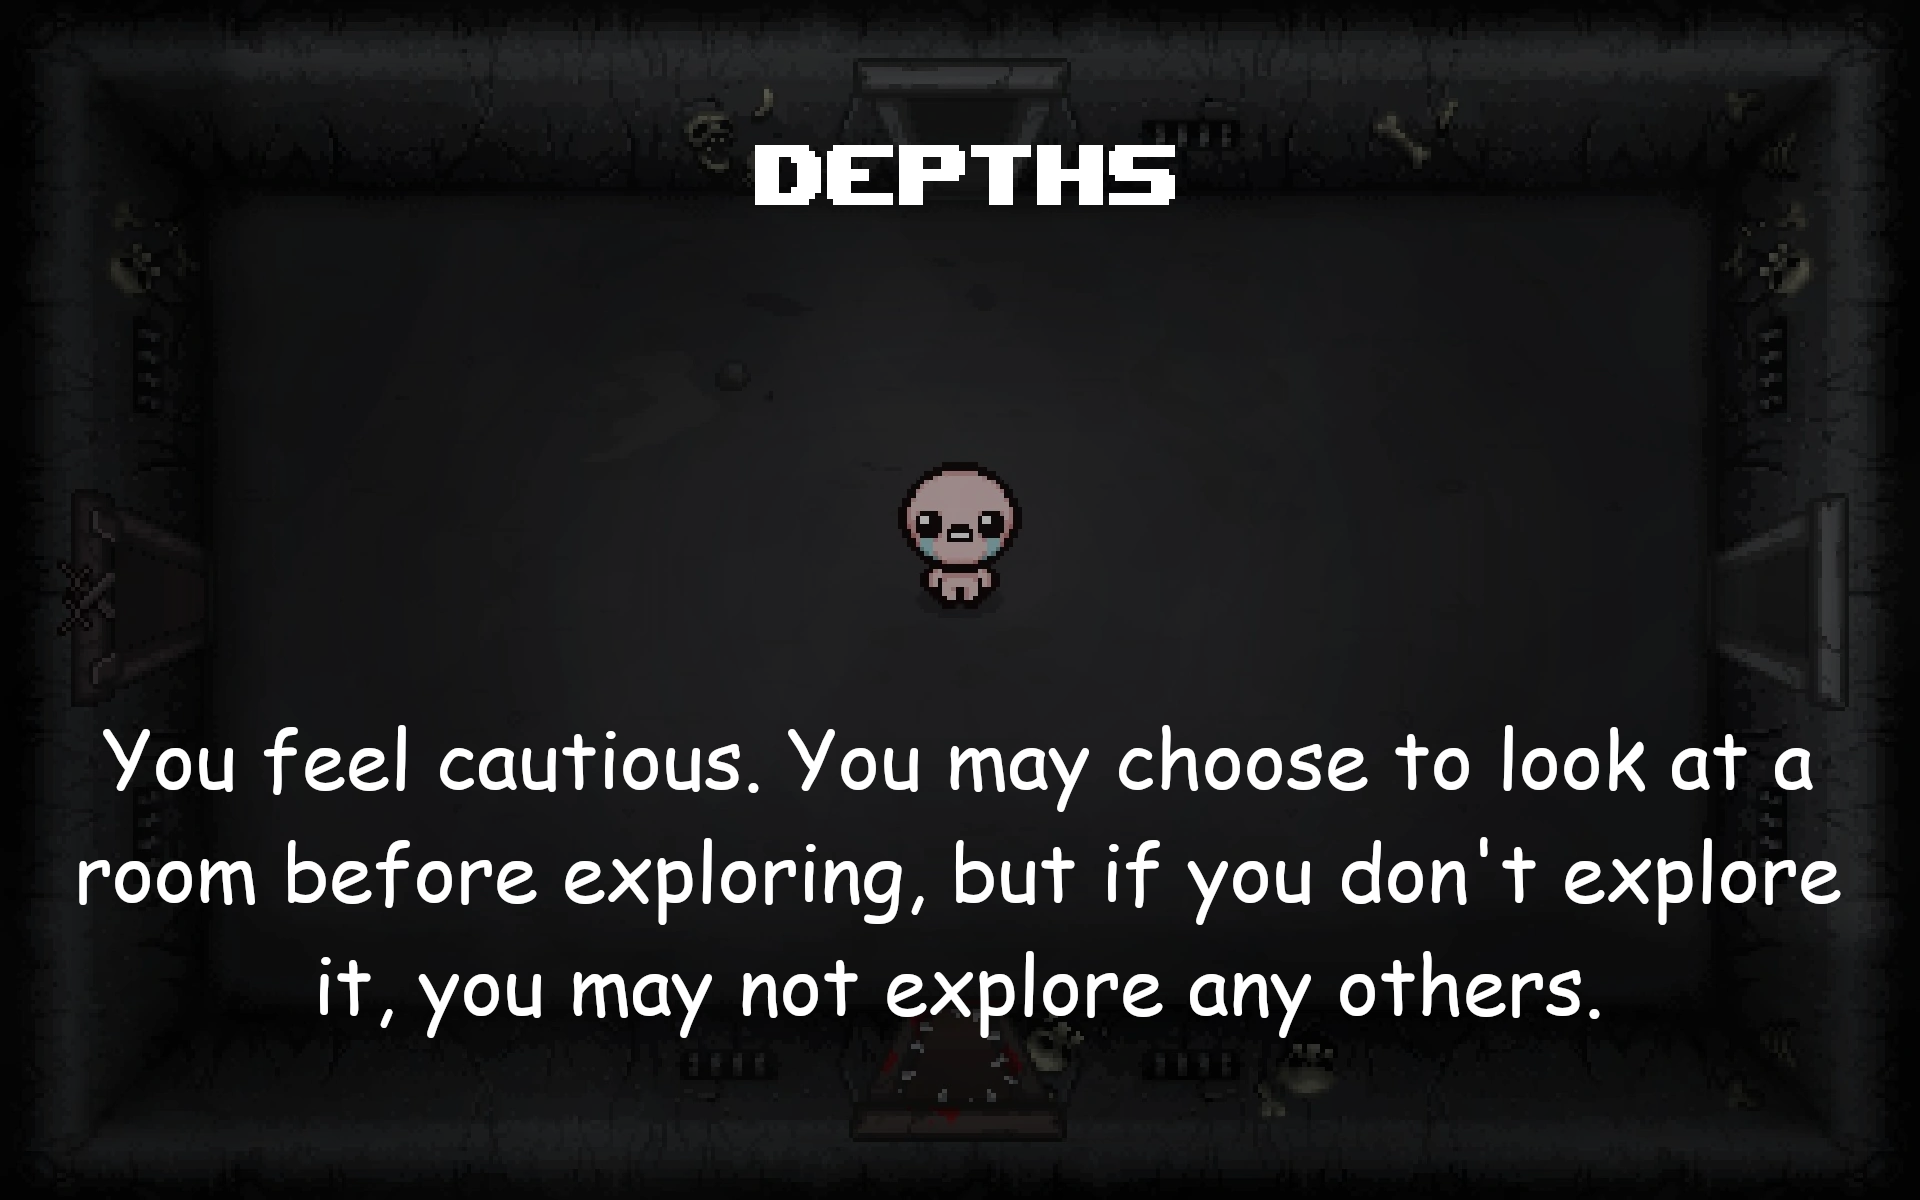 DEPTHS
You feel cautious. You may choose to look at a
room before exploring, but if you don't explore
it, you may not explore any others.